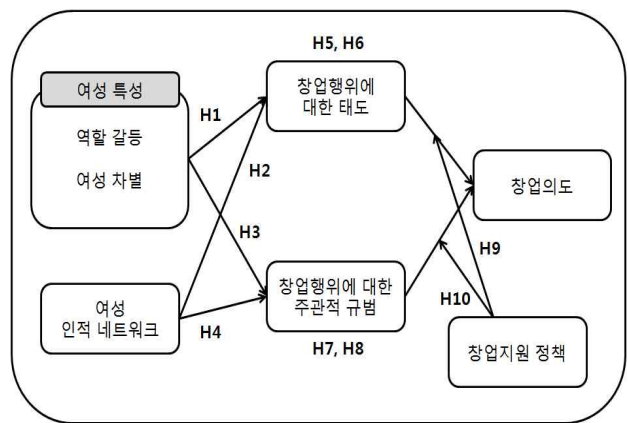 H5, H6
여성 특성
창업행위에
대한 태도
H1
역할 갈등
H2
여성 차별
창업의도
H3
H9
여성
인적 네트워크
창업행위에 대한
주관적 규범
H10
H4
H7, H8
창업지원 정책